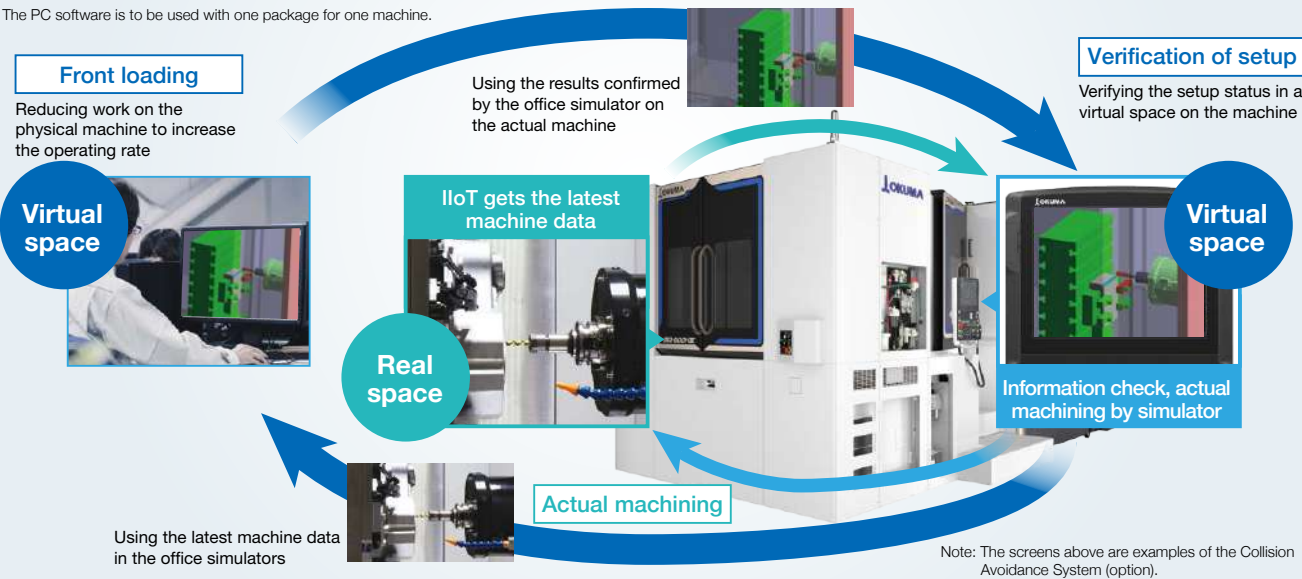 The PC software is to be used with one package for one machine.
Front loading
Reducing work on the
physical machine to increase
the operating rate
Virtual
space
Using the results confirmed
by the office simulator on
the actual machine
Verification of setup
Verifying the setup status in a
virtual space on the machine
IIoT gets the latest
machine data
Real
space
OKUMA
OKUMA
OKUMA
Virtual
space
Information check, actual
machining by simulator
Actual machining
Using the latest machine data
in the office simulators
Note: The screens above are examples of the Collision
Avoidance System (option).